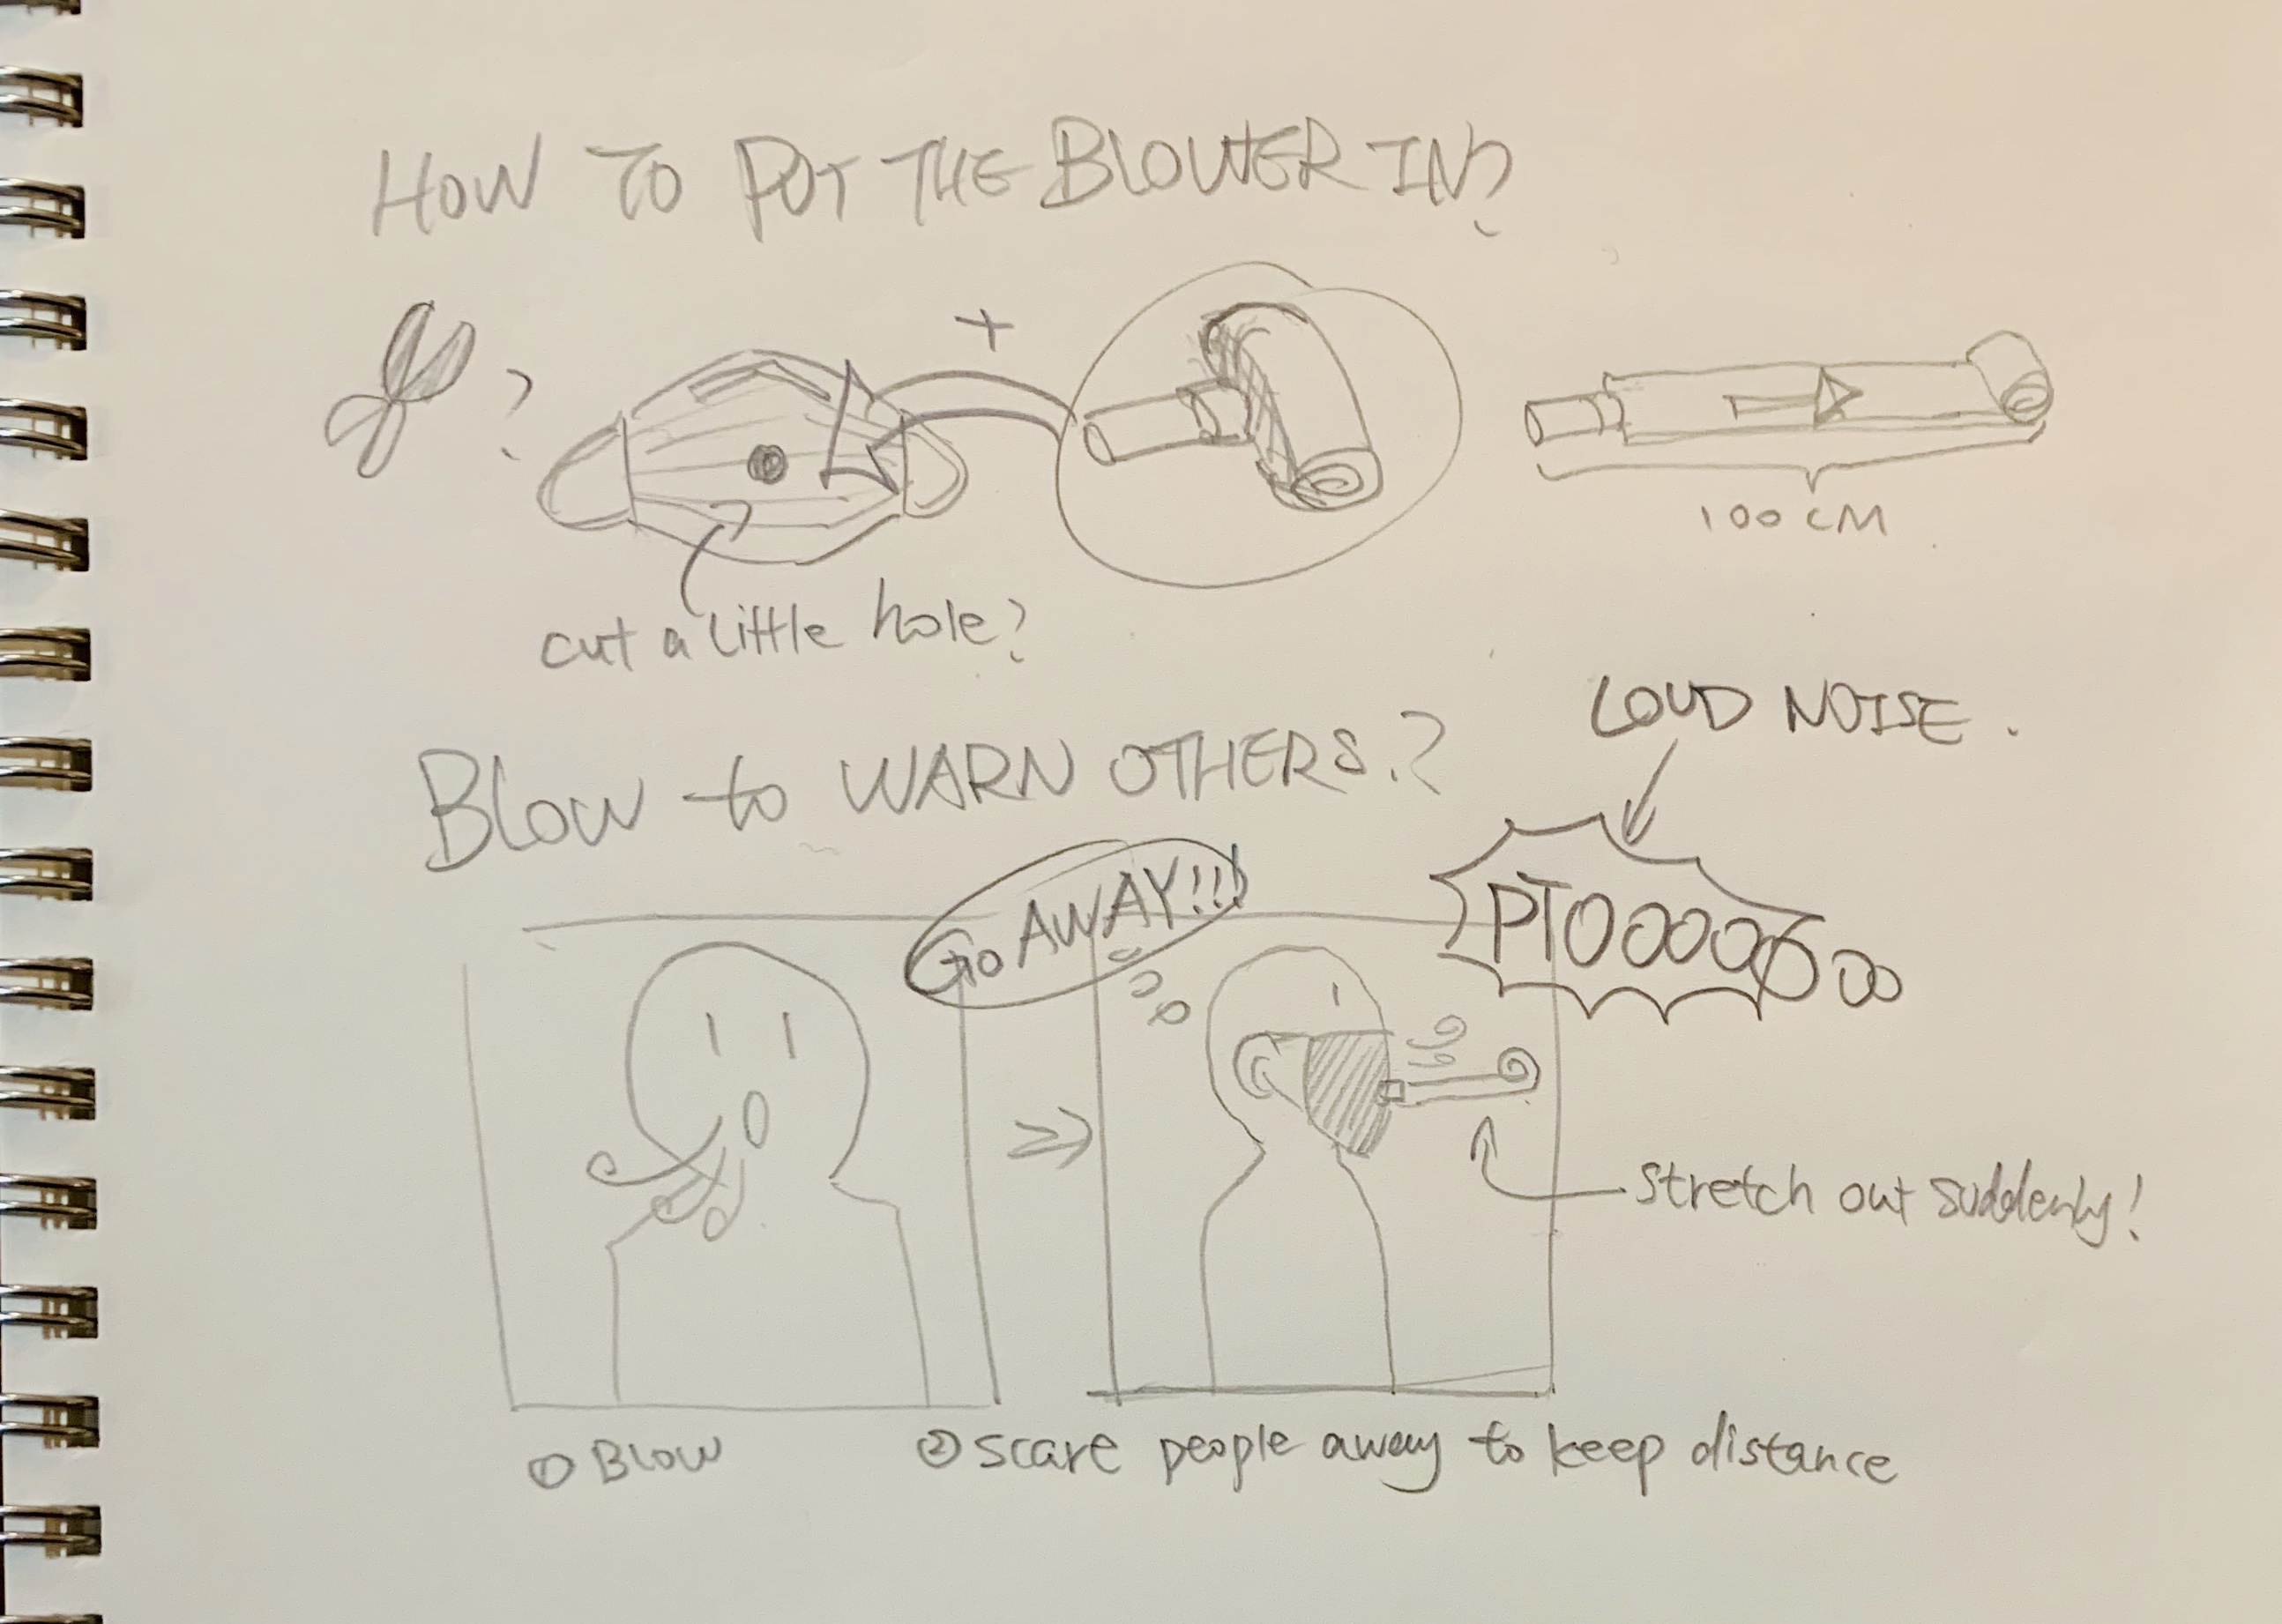 HOW TO PUT THE BLOWER IN?
+
?
100 CM
cut a little hole?
LOUD NOISE.
BLOW to WARN OTHERS.?
GO AWAY!!!
PTOOOOOOO
stretch out suddenly!
① BLOW
② scare people away to keep distance